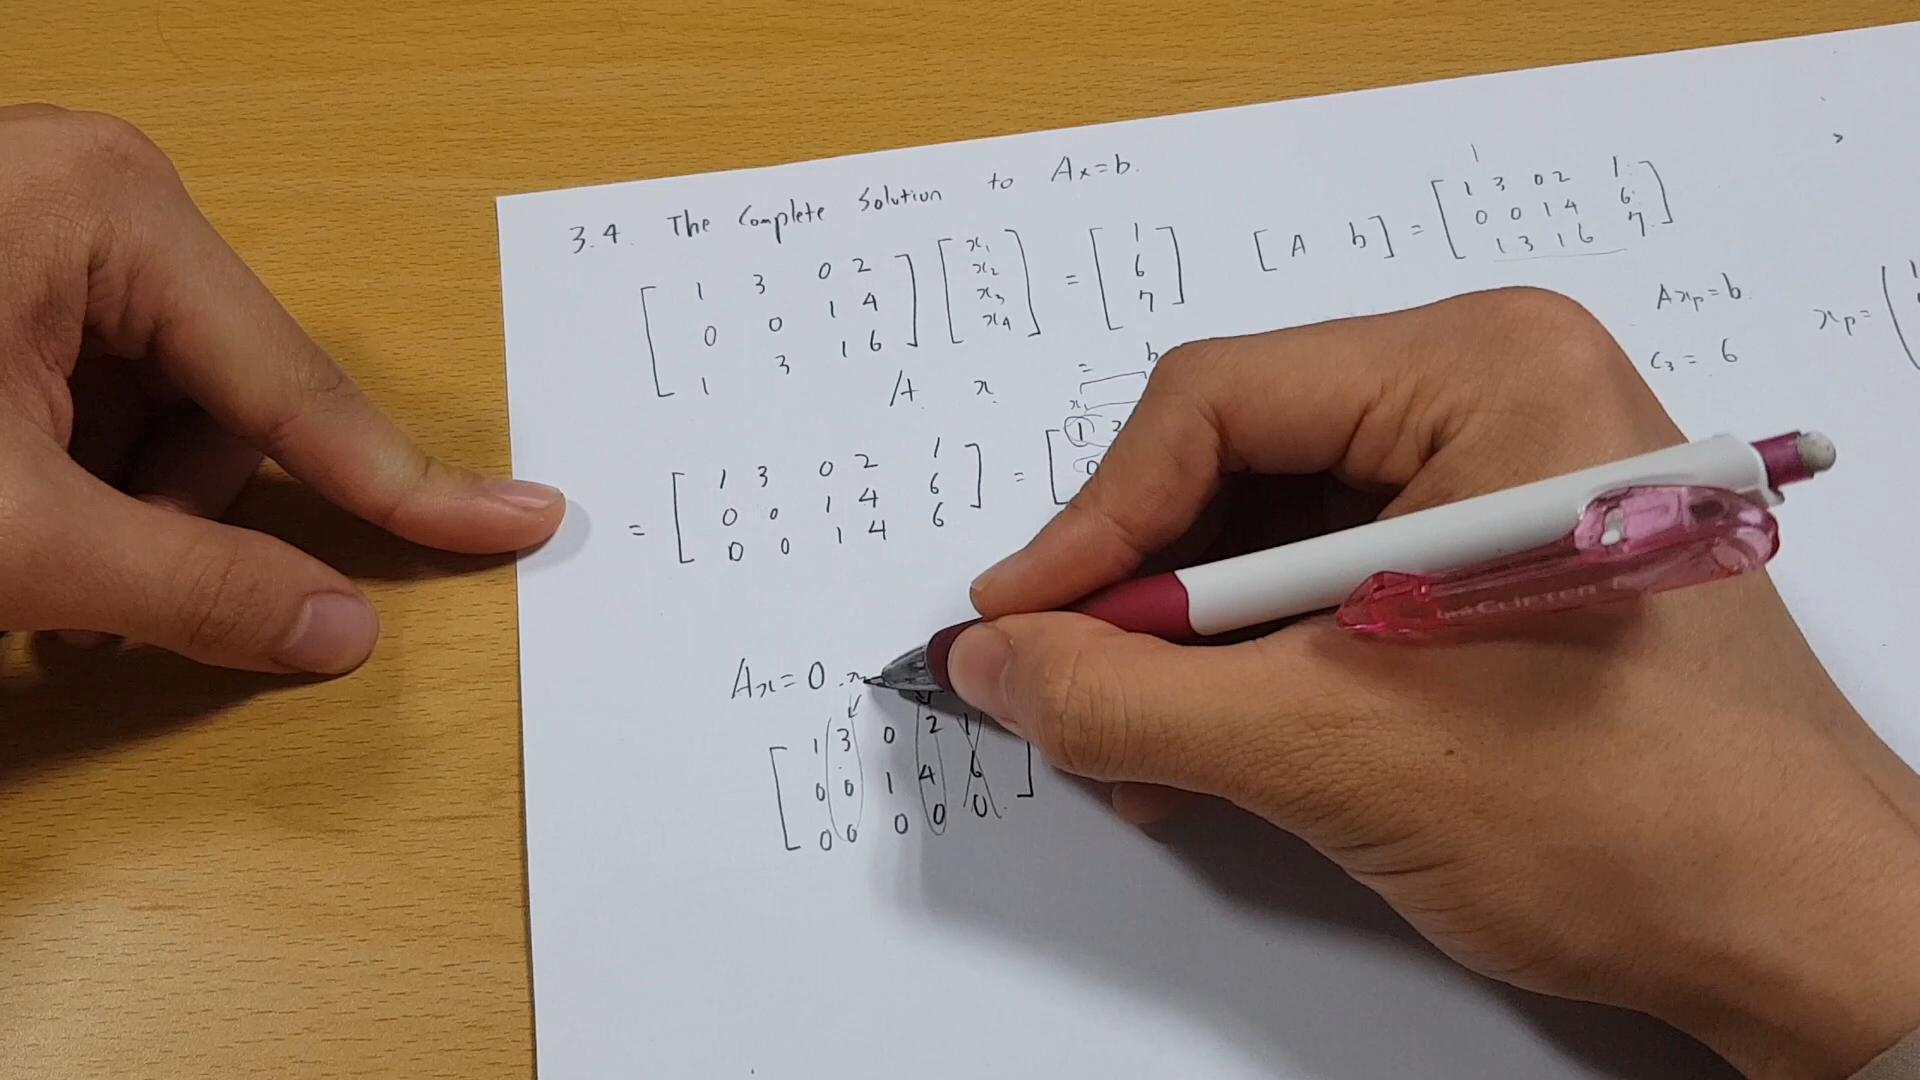 3.4. The Complete Solution to Ax=b.
[ 1 3 0 2 ] [ x₁ ] = [ 1 ] [ A b ] = [ 1 3 0 2 1 ]
[ 0 0 1 4 ] [ x₂ ] [ 6 ] [ 0 0 1 4 6 ]
[ 1 3 1 6 ] [ x₃ ] [ 7 ] [ 1 3 1 6 7 ]
[ x₄ ]
A x = b
Axp=b
xp=
C₃ = 6
= [ 1 3 0 2 1 ] = [ 1
[ 0 0 1 4 6 ] [ 0
[ 0 0 1 4 6 ]
Ax=0
[ 1 3 0 2 1 ]
[ 0 0 1 4 6 ]
[ 0 0 0 0 0 ]
CLIFTER